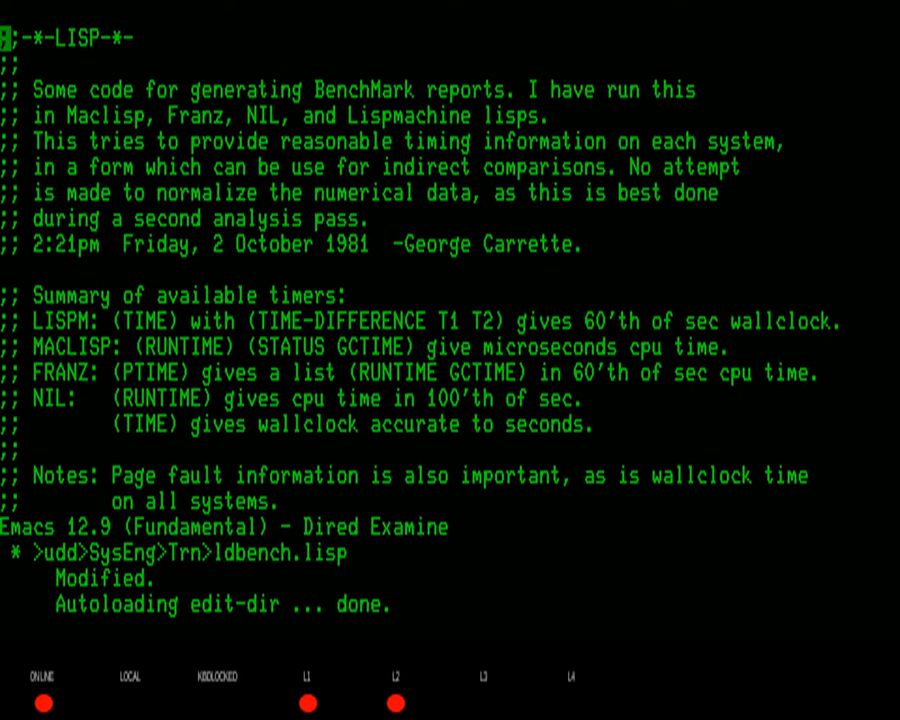 ;;-*-LISP-*-
;;
;; Some code for generating BenchMark reports. I have run this
;; in Maclisp, Franz, NIL, and Lispmachine lisps.
;; This tries to provide reasonable timing information on each system,
;; in a form which can be use for indirect comparisons. No attempt
;; is made to normalize the numerical data, as this is best done
;; during a second analysis pass.
;; 2:21pm  Friday, 2 October 1981  -George Carrette.
;; Summary of available timers:
;; LISPM: (TIME) with (TIME-DIFFERENCE T1 T2) gives 60'th of sec wallclock.
;; MACLISP: (RUNTIME) (STATUS GCTIME) give microseconds cpu time.
;; FRANZ: (PTIME) gives a list (RUNTIME GCTIME) in 60'th of sec cpu time.
;; NIL:   (RUNTIME) gives cpu time in 100'th of sec.
;;        (TIME) gives wallclock accurate to seconds.
;;
;; Notes: Page fault information is also important, as is wallclock time
;;        on all systems.
Emacs 12.9 (Fundamental) - Dired Examine
 * >udd>SysEng>Trn>ldbench.lisp
     Modified.
     Autoloading edit-dir ... done.
ONLINE LOCAL KBDLOCKED L1 L2 L3 L4